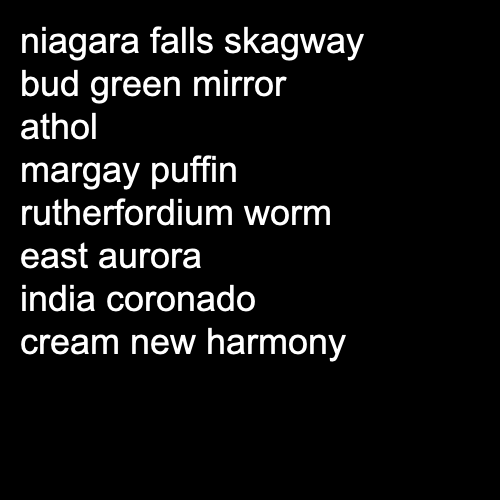 niagara falls skagway
bud green mirror
athol
margay puffin
rutherfordium worm
east aurora
india coronado
cream new harmony